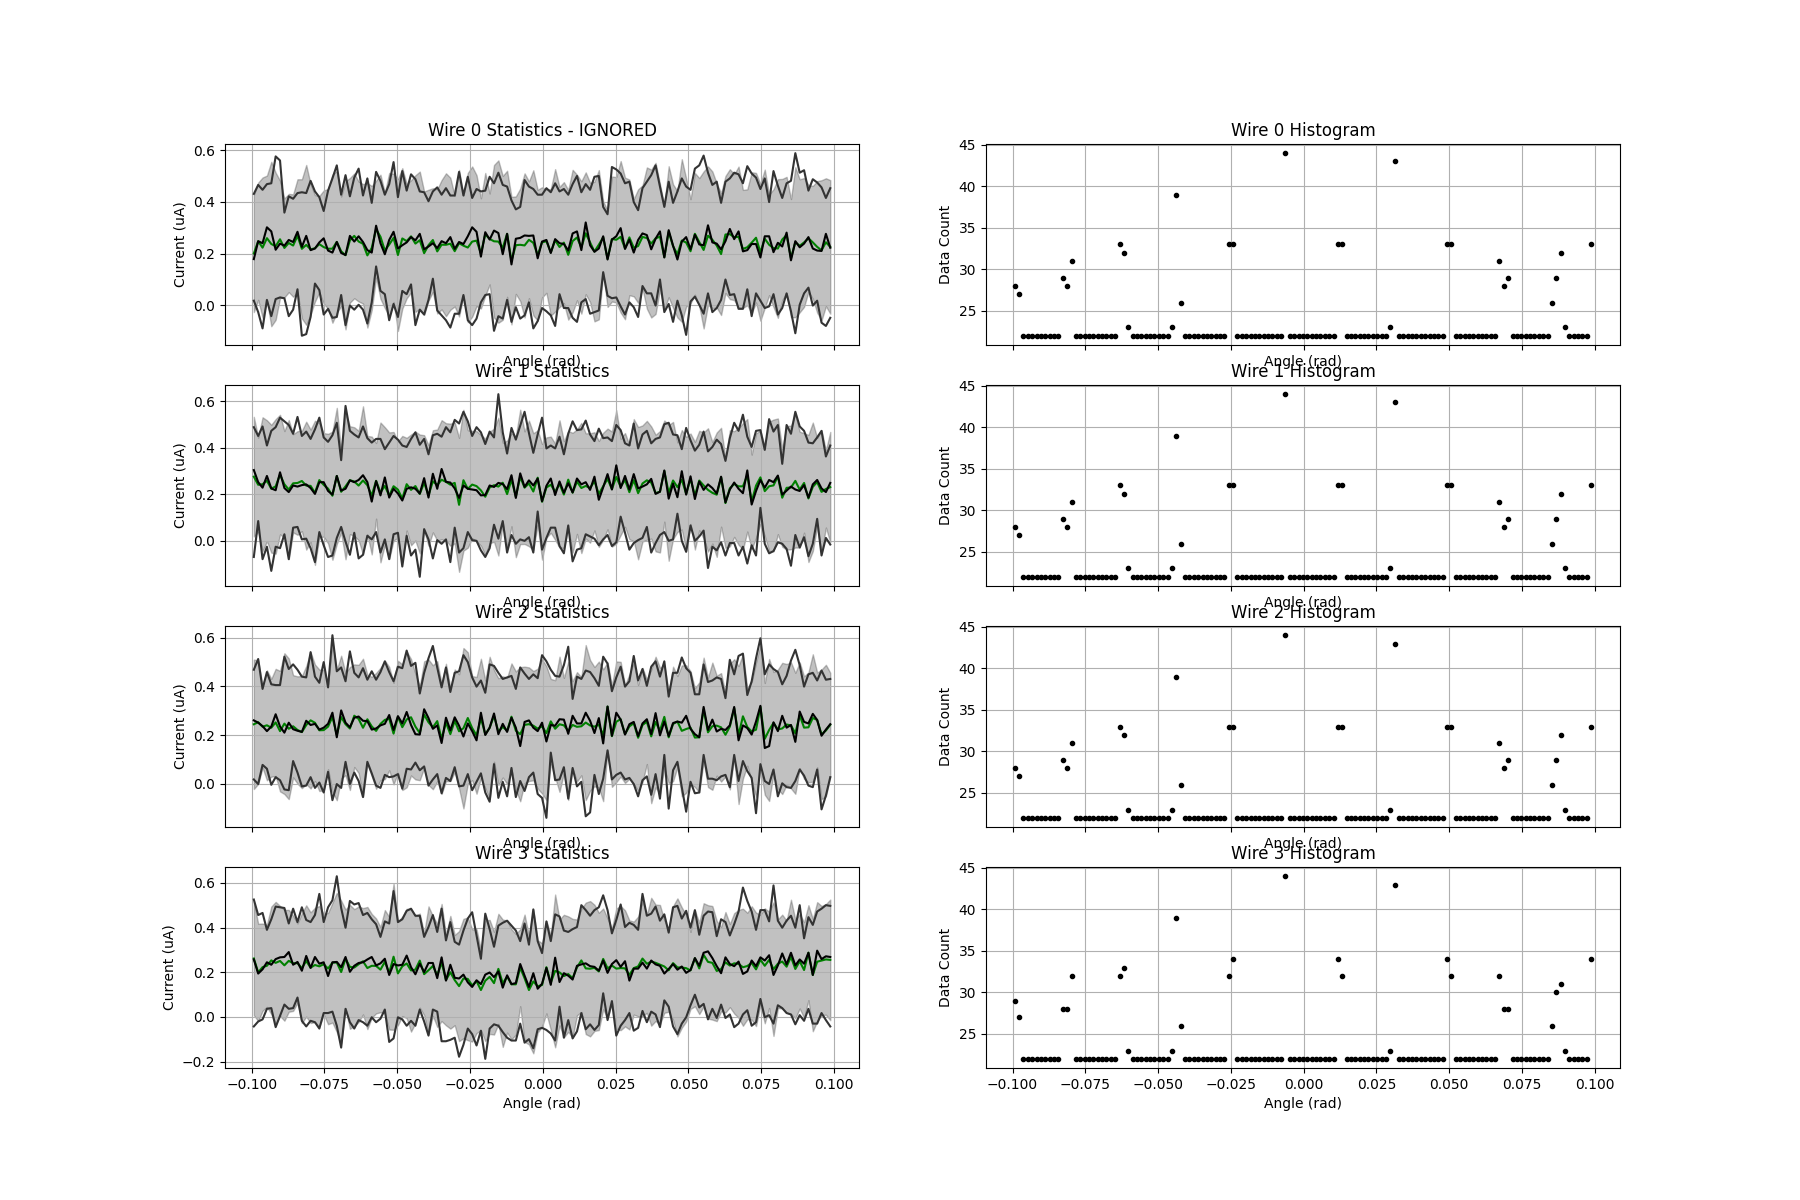 Wire 0 Statistics - IGNORED
Wire 0 Histogram
0.6
0.4
0.2
0.0
Current (uA)
Angle (rad)
45
40
35
30
25
Data Count
Angle (rad)
Wire 1 Statistics
Wire 1 Histogram
0.6
0.4
0.2
0.0
Current (uA)
Angle (rad)
45
40
35
30
25
Data Count
Angle (rad)
Wire 2 Statistics
Wire 2 Histogram
0.6
0.4
0.2
0.0
Current (uA)
Angle (rad)
45
40
35
30
25
Data Count
Angle (rad)
Wire 3 Statistics
Wire 3 Histogram
0.6
0.4
0.2
0.0
−0.2
Current (uA)
−0.100 −0.075 −0.050 −0.025 0.000 0.025 0.050 0.075 0.100
Angle (rad)
45
40
35
30
25
Data Count
−0.100 −0.075 −0.050 −0.025 0.000 0.025 0.050 0.075 0.100
Angle (rad)